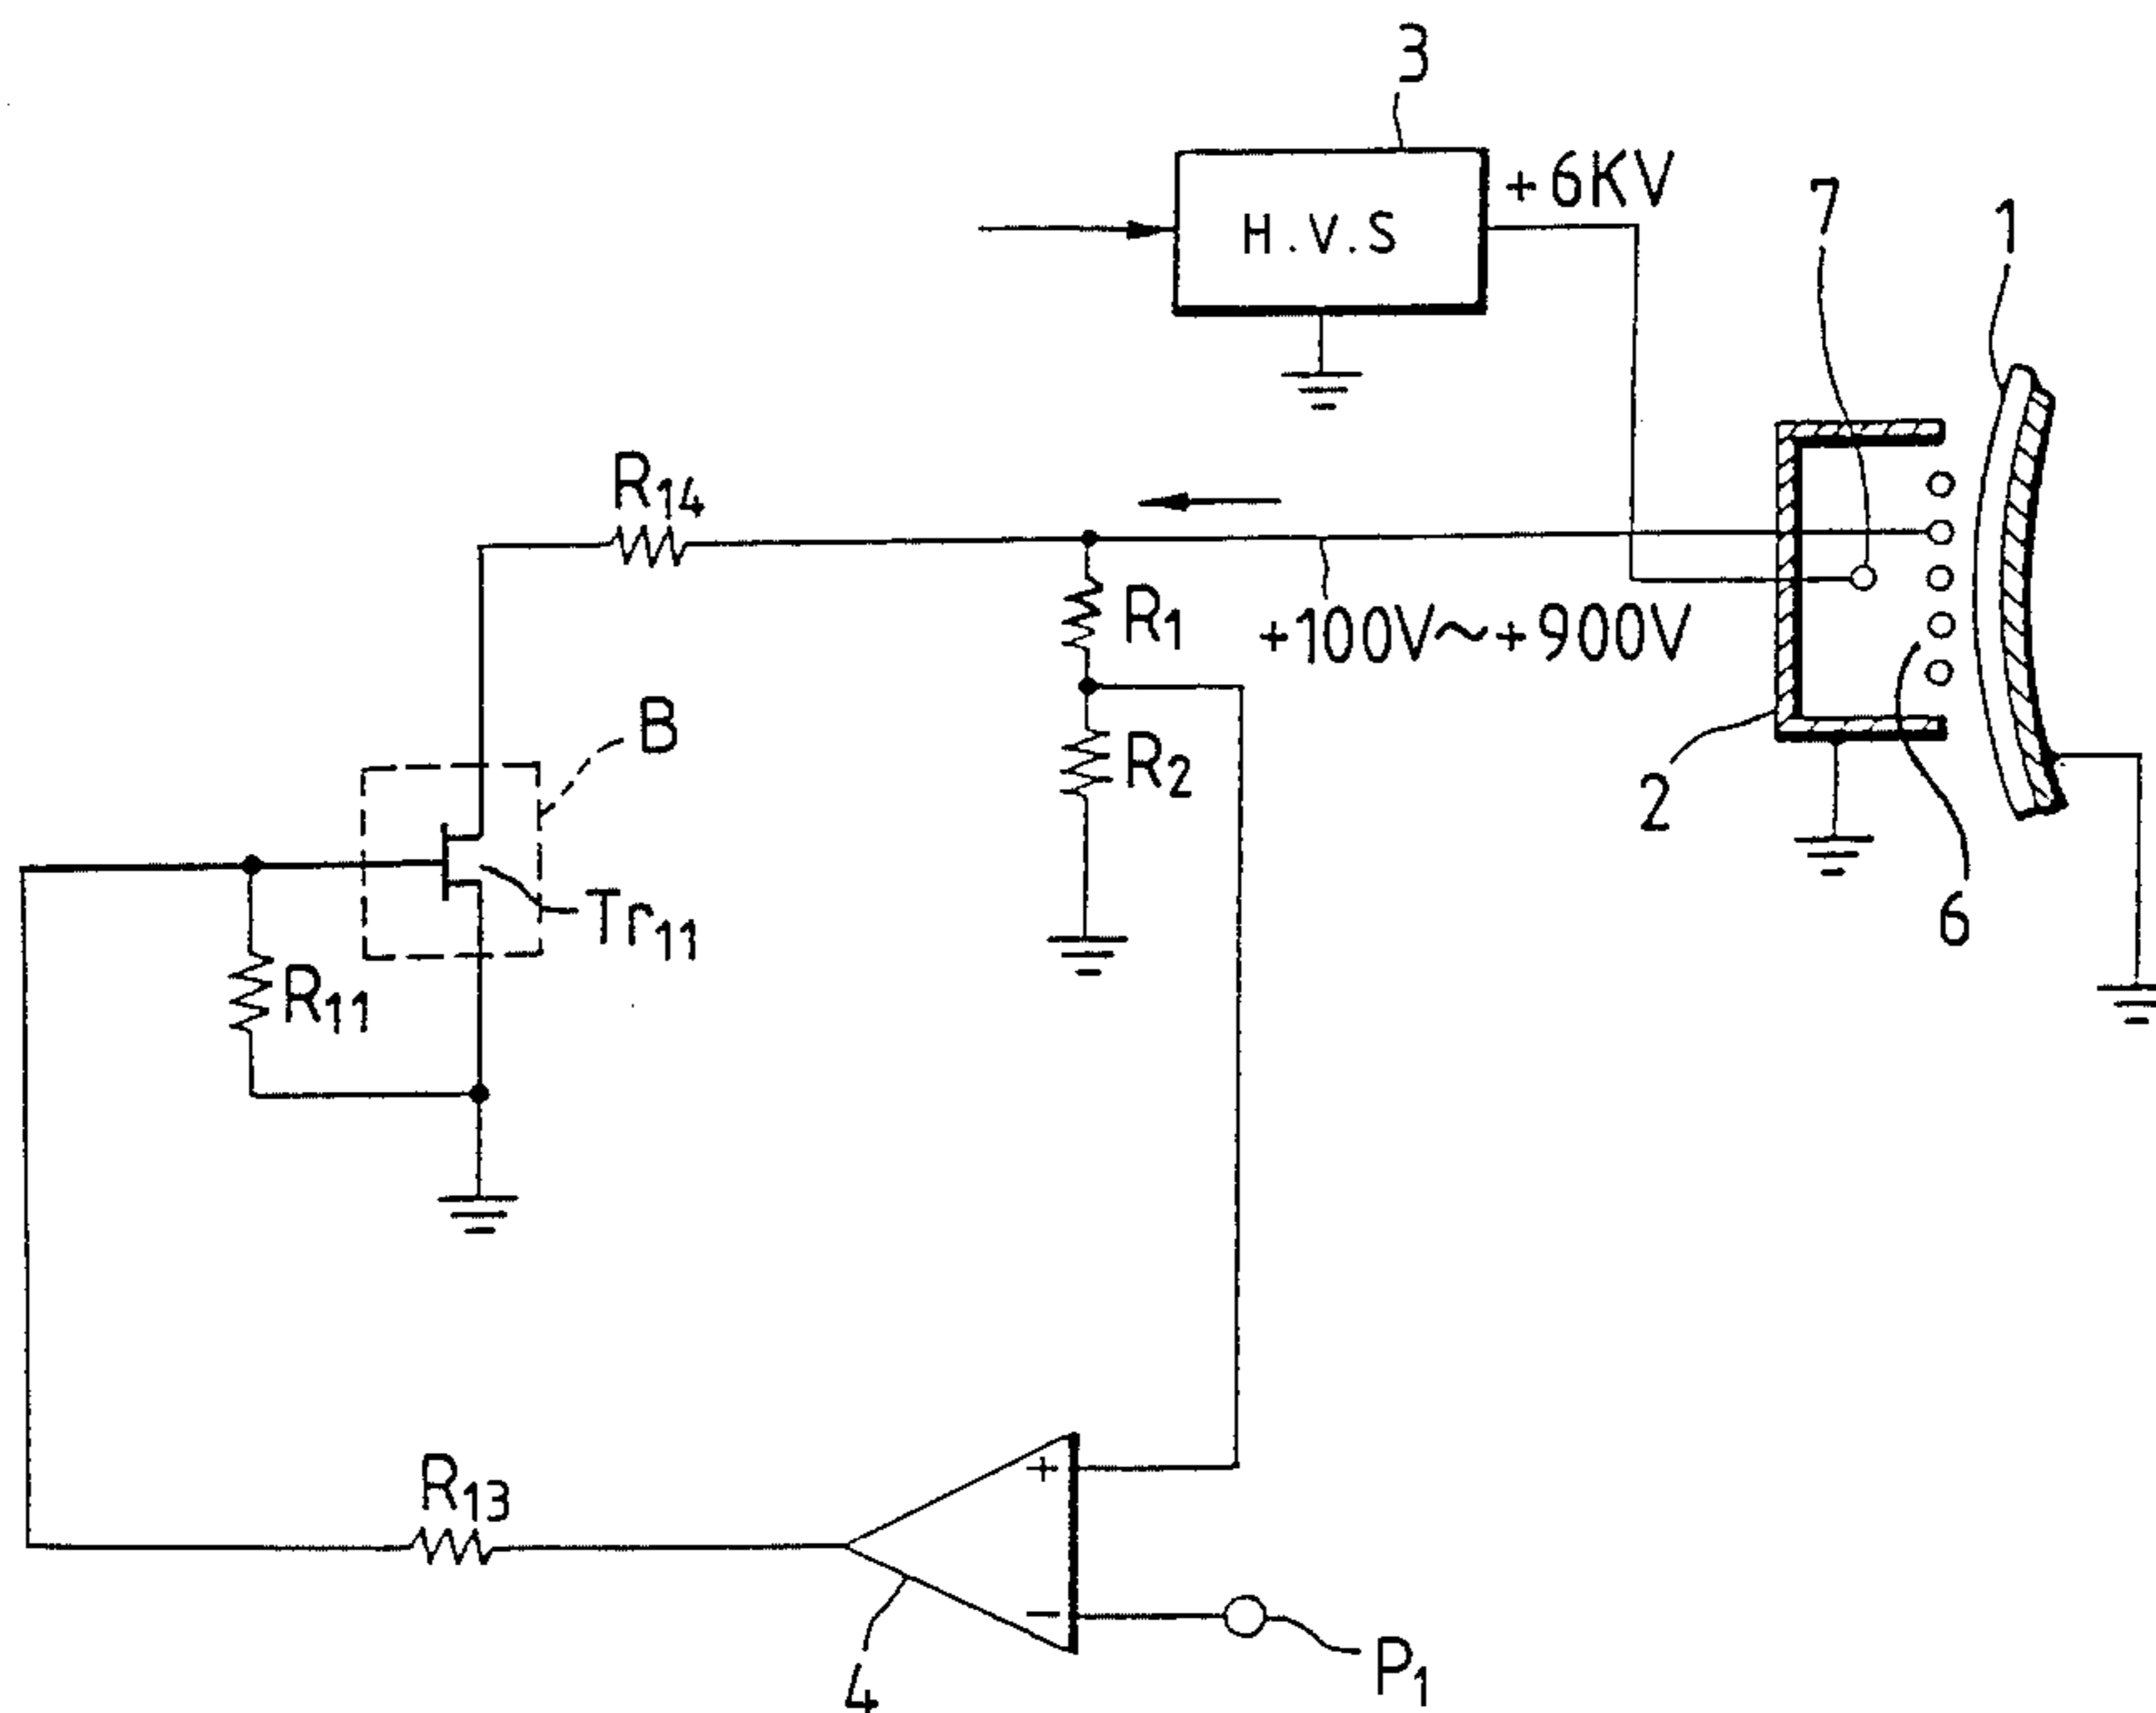 3
H.V.S
+6KV
7
1
R14
R1
+100V~+900V
B
R2
2
Tr11
6
R11
R13
+
−
4
P1